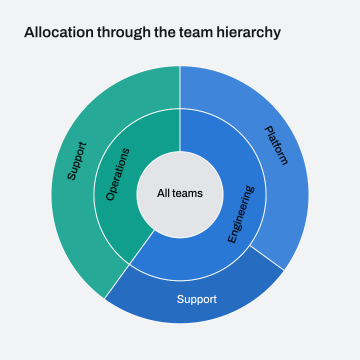 Allocation through the team hierarchy
Platform
Support
Operations
All teams
Engineering
Support